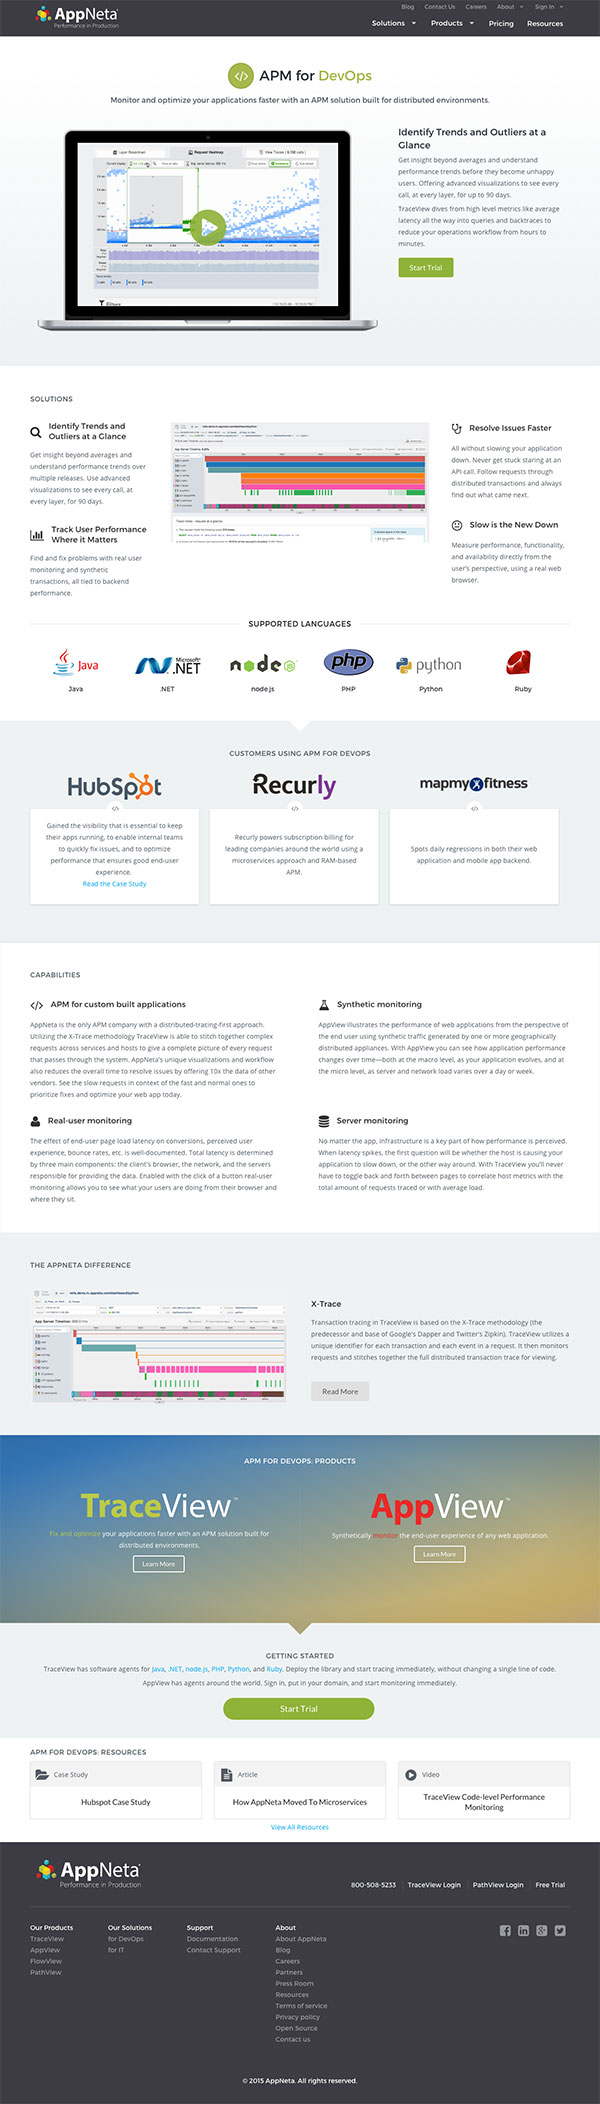 AppNeta
Performance in Production
Blog Contact Us Careers About Sign In
Solutions Products Pricing Resources
APM for DevOps
Monitor and optimize your applications faster with an APM solution built for distributed environments.
Layer Breakdown Request Heatmap
Identify Trends and Outliers at a
Glance
Get insight beyond averages and understand
performance trends before they become unhappy
users. Offering advanced visualizations to see every
call, at every layer, for up to 90 days.
TraceView dives from high level metrics like average
latency all the way into queries and backtraces to
reduce your operations workflow from hours to
minutes.
Start Trial
SOLUTIONS
Identify Trends and
Outliers at a Glance
Get insight beyond averages and
understand performance trends over
multiple releases. Use advanced
visualizations to see every call, at
every layer, for 90 days.
Track User Performance
Where it Matters
Find and fix problems with real user
monitoring and synthetic
transactions, all tied to backend
performance.
Resolve Issues Faster
All without slowing your application
down. Never get stuck staring at an
API call. Follow requests through
distributed transactions and always
find out what came next.
Slow is the New Down
Measure performance, functionality,
and availability directly from the
user's perspective, using a real web
browser.
SUPPORTED LANGUAGES
Java Microsoft .NET node JS php python
Java .NET node.js PHP Python Ruby
CUSTOMERS USING APM FOR DEVOPS
HubSpot Recurly mapmyfitness
Gained the visibility that is essential to keep
their apps running, to enable internal teams
to quickly fix issues, and to optimize
performance that ensures good end-user
experience.
Read the Case Study
Recurly powers subscription billing for
leading companies around the world using a
microservices approach and RAM-based
APM.
Spots daily regressions in both their web
application and mobile app backend.
CAPABILITIES
APM for custom built applications
AppNeta is the only APM company with a distributed-tracing-first approach.
Utilizing the X-Trace methodology TraceView is able to stitch together complex
requests across services and hosts to give a complete picture of every request
that passes through the system. AppNeta's unique visualizations and workflow
also reduces the overall time to resolve issues by offering 10x the data of other
vendors. See the slow requests in context of the fast and normal ones to
prioritize fixes and optimize your web app today.
Synthetic monitoring
AppView illustrates the performance of web applications from the perspective of
the end user using synthetic traffic generated by one or more geographically
distributed appliances. With AppView you can see how application performance
changes over time—both at the macro level, as your application evolves, and at
the micro level, as server and network load varies over a day or week.
Real-user monitoring
The effect of end-user page load latency on conversions, perceived user
experience, bounce rates, etc. is well-documented. Total latency is determined
by three main components: the client's browser, the network, and the servers
responsible for providing the data. Enabled with the click of a button real-user
monitoring allows you to see what your users are doing from their browser and
where they sit.
Server monitoring
No matter the app, infrastructure is a key part of how performance is perceived.
When latency spikes, the first question will be whether the host is causing your
application to slow down, or the other way around. With TraceView you'll never
have to toggle back and forth between pages to correlate host metrics with the
total amount of requests traced or with average load.
THE APPNETA DIFFERENCE
X-Trace
Transaction tracing in TraceView is based on the X-Trace methodology (the
predecessor and base of Google's Dapper and Twitter's Zipkin). TraceView utilizes a
unique identifier for each transaction and each event in a request. It then monitors
requests and stitches together the full distributed transaction trace for viewing.
Read More
APM FOR DEVOPS: PRODUCTS
TraceView™
Fix and optimize your applications faster with an APM solution built for
distributed environments.
Learn More
AppView™
Synthetically monitor the end-user experience of any web application.
Learn More
GETTING STARTED
TraceView has software agents for Java, .NET, node.js, PHP, Python, and Ruby. Deploy the library and start tracing immediately, without changing a single line of code.
AppView has agents around the world. Sign in, put in your domain, and start monitoring immediately.
Start Trial
APM FOR DEVOPS: RESOURCES
Case Study
Hubspot Case Study
Article
How AppNeta Moved To Microservices
Video
TraceView Code-level Performance
Monitoring
View All Resources
AppNeta
Performance in Production
800-508-5233 TraceView Login PathView Login Free Trial
Our Products
TraceView
AppView
FlowView
PathView
Our Solutions
for DevOps
for IT
Support
Documentation
Contact Support
About
About AppNeta
Blog
Careers
Partners
Press Room
Resources
Terms of service
Privacy policy
Open Source
Contact us
© 2015 AppNeta. All rights reserved.